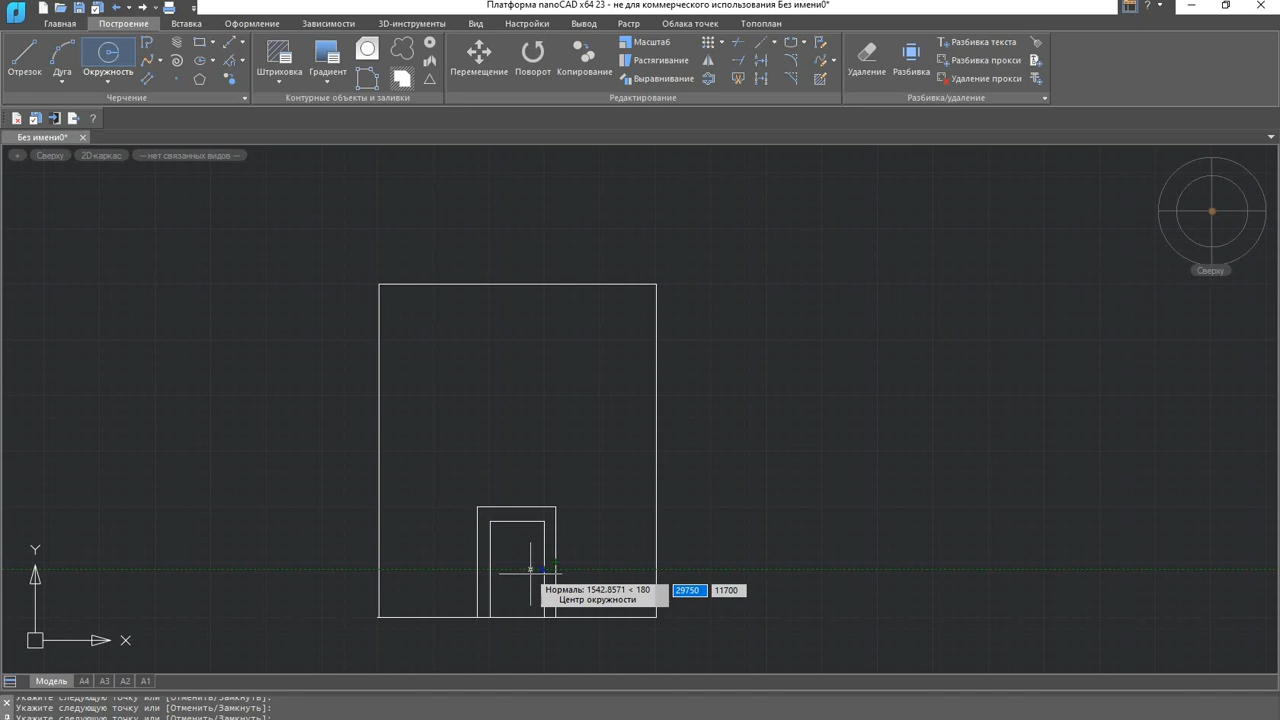 Платформа nanoCAD x64 23 - не для коммерческого использования Без имени0*
Главная Построение Вставка Оформление Зависимости 3D-инструменты Вид Вывод Растр Облака точек Топоплан
Отрезок Дуга Окружность Штриховка Градиент Перемещение Поворот Копирование Масштаб Растягивание Выравнивание Удаление Разбивка Разбивка текста Разбивка прокси Удаление прокси
Черчение Контурные объекты и заливки Редактирование Разбивка/удаление
Без имени0*
+ Сверху 2D-каркас — нет связанных видов —
Сверху
Нормаль: 1542.8571 < 180
Центр окружности
29750 11700
Y
X
Модель A4 A3 A2 A1
Укажите следующую точку или [Отменить/Замкнуть]:
Укажите следующую точку или [Отменить/Замкнуть]: